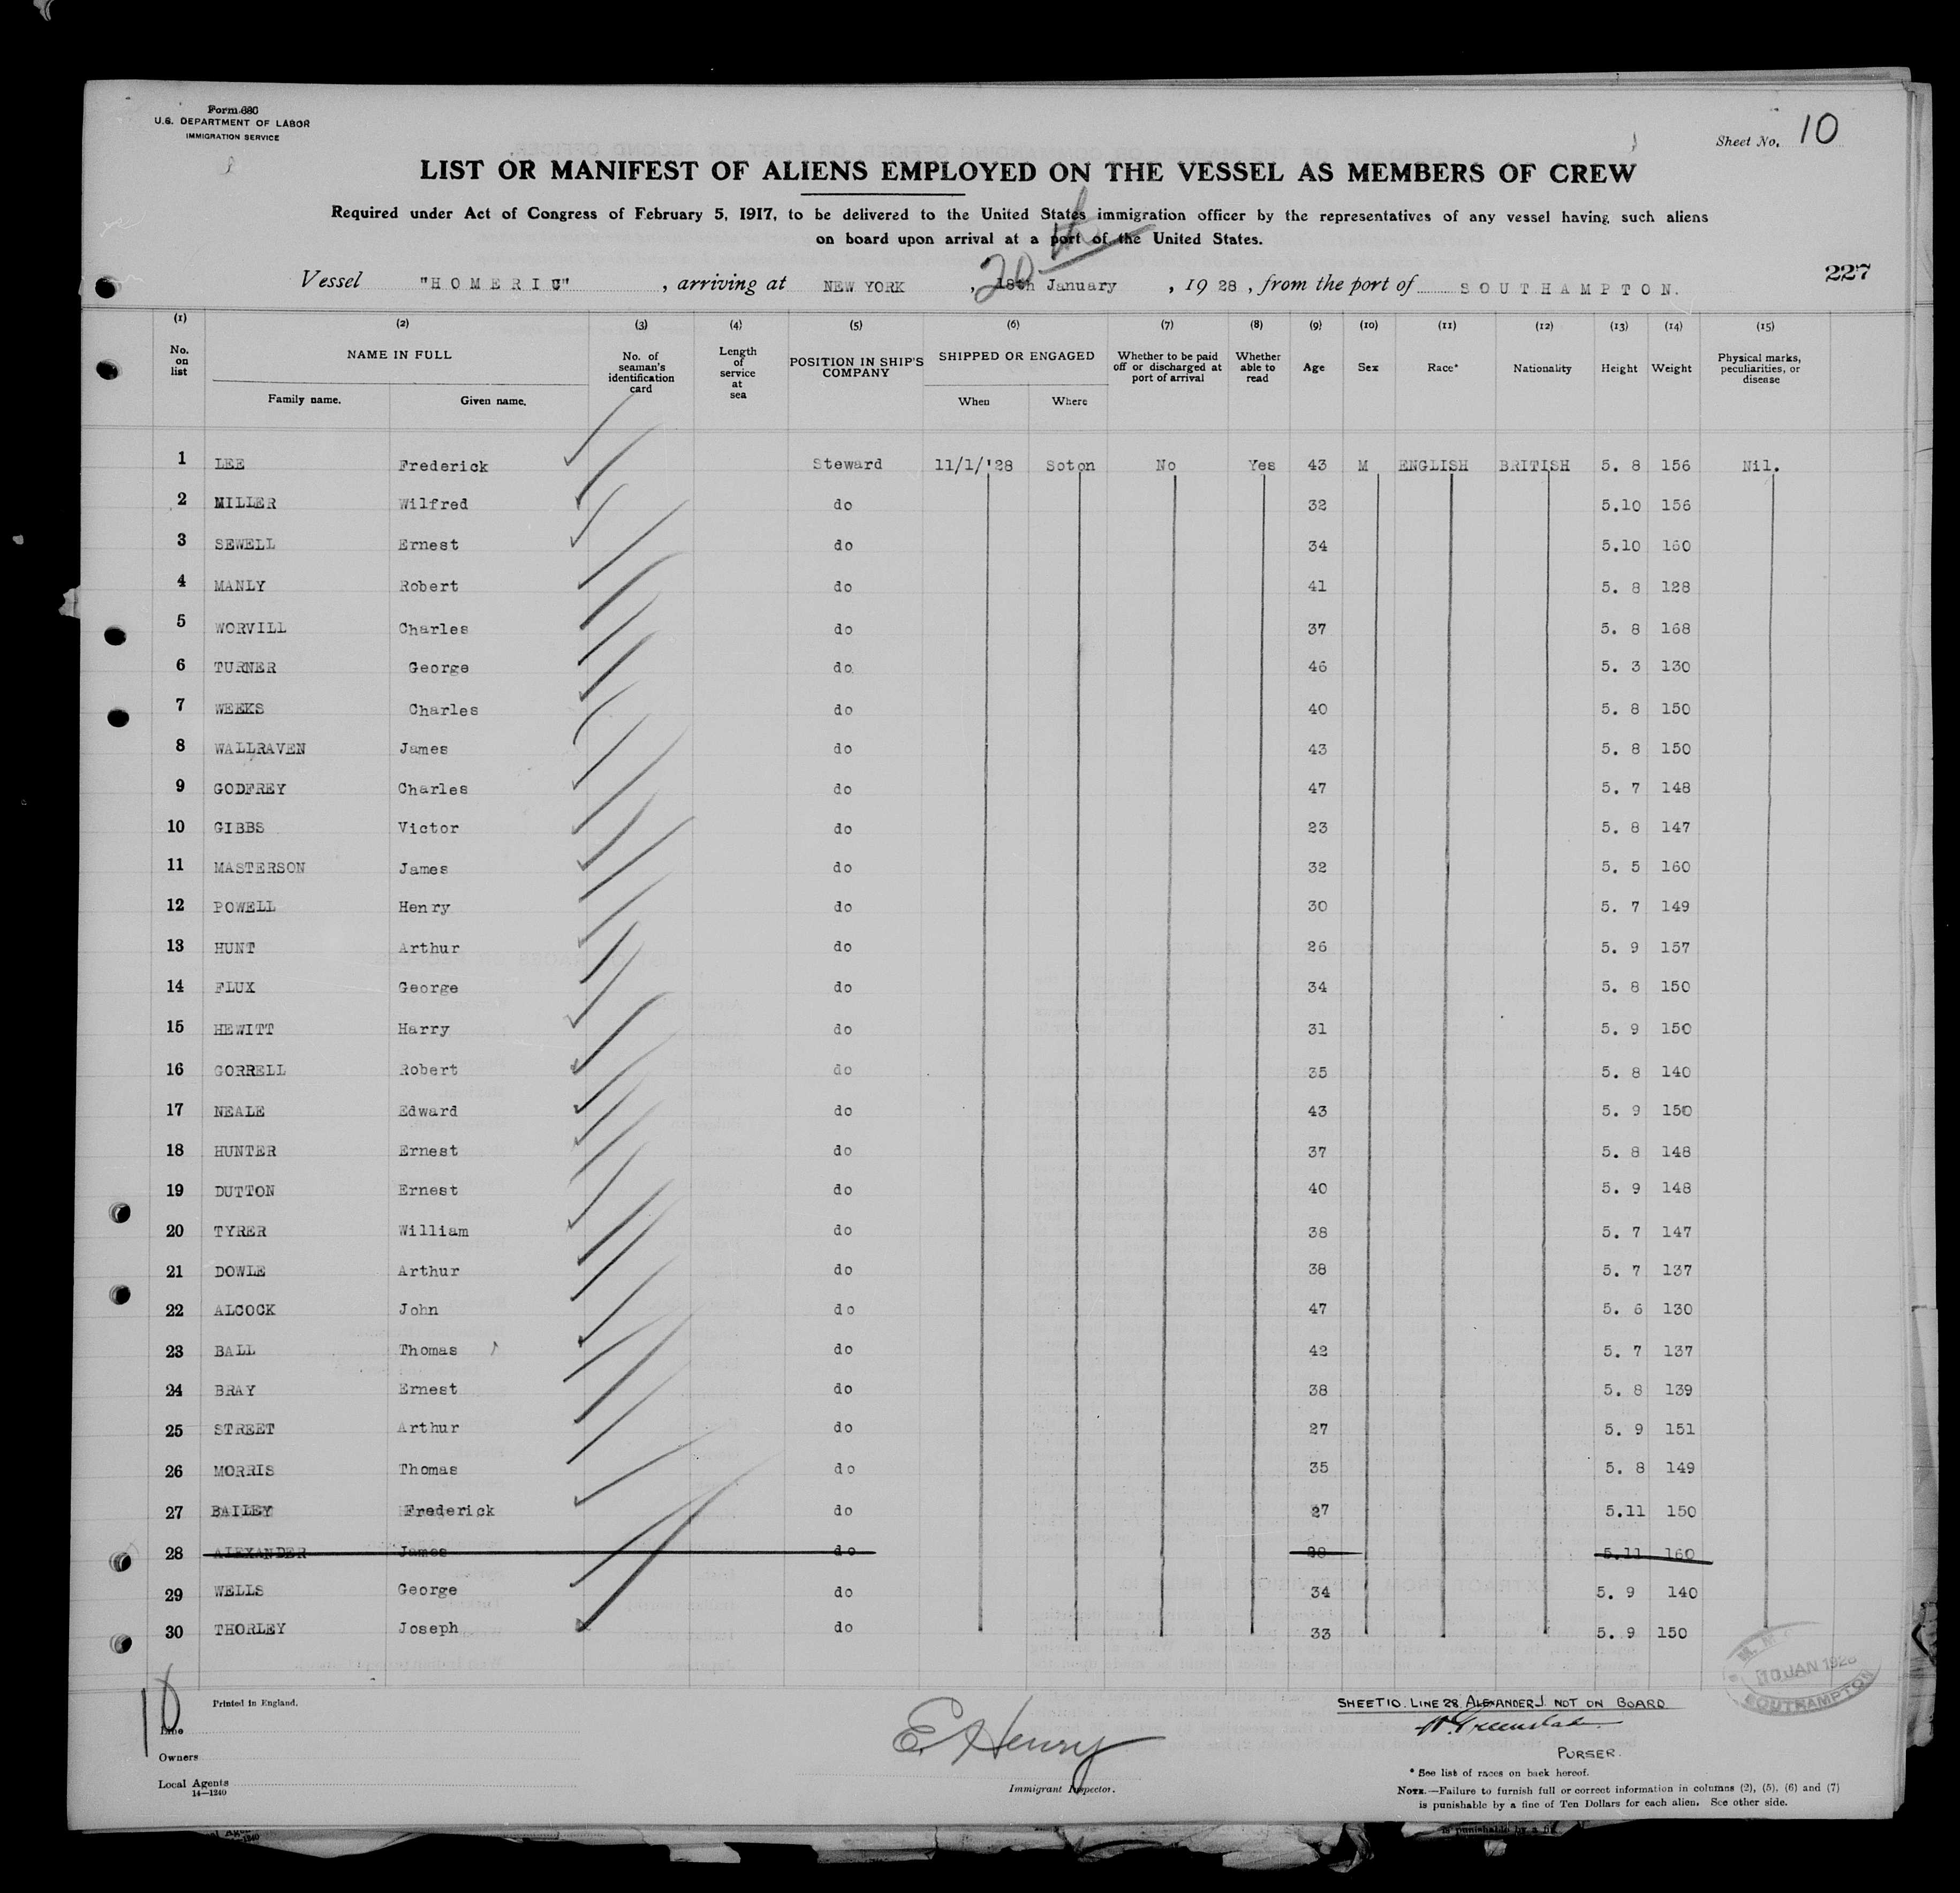 Form 680
U.S. DEPARTMENT OF LABOR
IMMIGRATION SERVICE
Sheet No. 10
LIST OR MANIFEST OF ALIENS EMPLOYED ON THE VESSEL AS MEMBERS OF CREW
Required under Act of Congress of February 5, 1917, to be delivered to the United States immigration officer by the representatives of any vessel having such aliens
on board upon arrival at a port of the United States.
Vessel "HOMERIC", arriving at NEW YORK, 18th 20th January, 1928, from the port of SOUTHAMPTON.
227
(1) (2) (3) (4) (5) (6) (7) (8) (9) (10) (11) (12) (13) (14) (15)
No. on list NAME IN FULL Family name. Given name. No. of seaman's identification card Length of service at sea POSITION IN SHIP'S COMPANY SHIPPED OR ENGAGED When Where Whether to be paid off or discharged at port of arrival Whether able to read Age Sex Race* Nationality Height Weight Physical marks, peculiarities, or disease
1 LEE Frederick Steward 11/1/'28 Soton No Yes 43 M ENGLISH BRITISH 5. 8 156 Nil.
2 MILLER Wilfred do 32 5.10 156
3 SEWELL Ernest do 34 5.10 160
4 MANLY Robert do 41 5. 8 128
5 WORVILL Charles do 37 5. 8 168
6 TURNER George do. 46 5. 3 130
7 WEEKS Charles do 40 5. 8 150
8 WALLRAVEN James do 43 5. 8 150
9 GODFREY Charles do 47 5. 7 148
10 GIBBS Victor do 23 5. 8 147
11 MASTERSON James do 32 5. 5 160
12 POWELL Henry do 30 5. 7 149
13 HUNT Arthur do 26 5. 9 157
14 FLUX George do 34 5. 8 150
15 HEWITT Harry do 31 5. 9 150
16 GORRELL Robert do 35 5. 8 140
17 NEALE Edward do 43 5. 9 150
18 HUNTER Ernest do 37 5. 8 148
19 DUTTON Ernest do 40 5. 9 148
20 TYRER William do 38 5. 7 147
21 DOWLE Arthur do 38 5. 7 137
22 ALCOCK John do 47 5. 6 130
23 BALL Thomas do 42 5. 7 137
24 BRAY Ernest do 38 5. 8 139
25 STREET Arthur do 27 5. 9 151
26 MORRIS Thomas do 35 5. 8 149
27 BAILEY Frederick do 27 5.11 150
28 ALEXANDER James do 5.11 160
29 WELLS George do 34 5. 9 140
30 THORLEY Joseph do 33 5. 9 150
10 JAN 1928
SOUTHAMPTON
10
Printed in England.
Line
Owners
Local Agents
14—1240
E. Henry
Immigrant Inspector.
SHEET 10. LINE 28 ALEXANDER J. NOT ON BOARD
PURSER.
* See list of races on back hereof.
NOTE.—Failure to furnish full or correct information in columns (2), (5), (6) and (7)
is punishable by a fine of Ten Dollars for each alien. See other side.